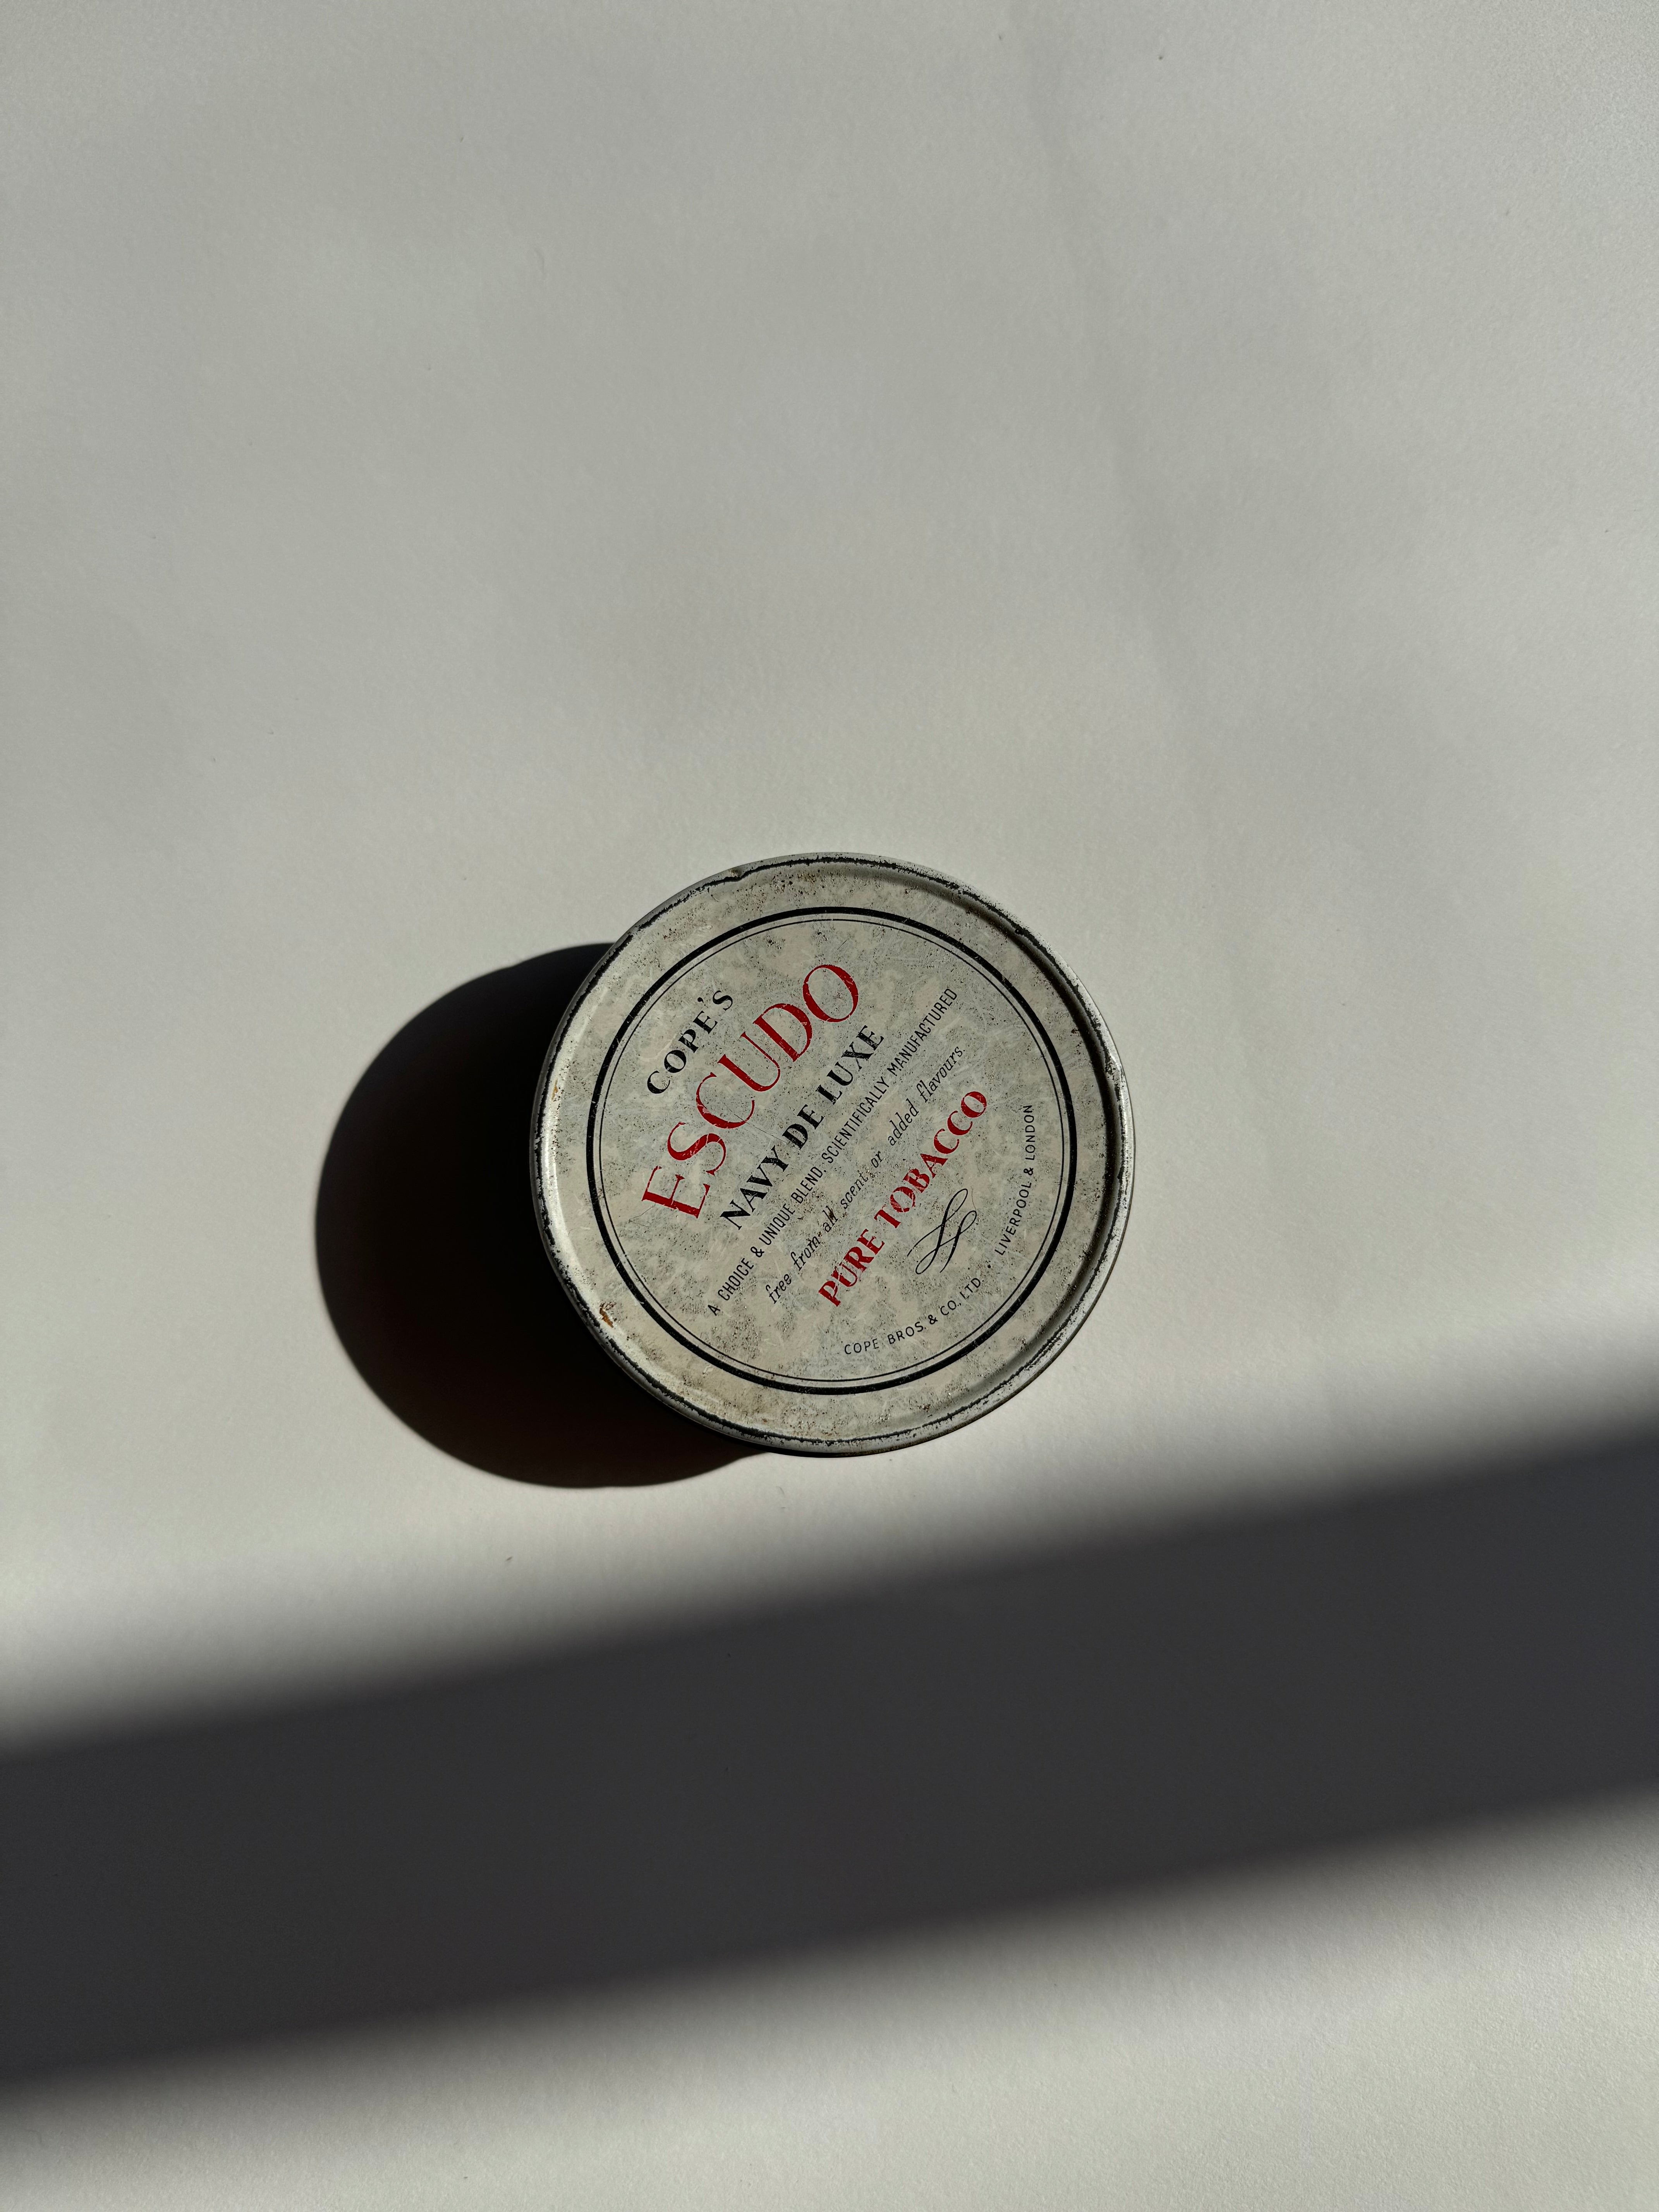 COPE'S
ESCUDO
NAVY DE LUXE
A CHOICE & UNIQUE BLEND, SCIENTIFICALLY MANUFACTURED
free from all scents or added flavours.
PURE TOBACCO
COPE BROS. & CO. LTD. • LIVERPOOL & LONDON